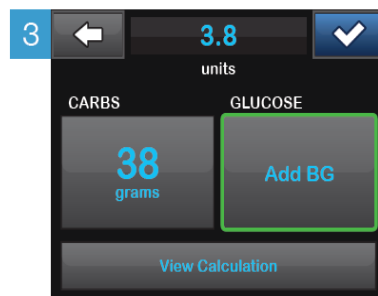 3
3.8
units
CARBS GLUCOSE
38
grams
Add BG
View Calculation